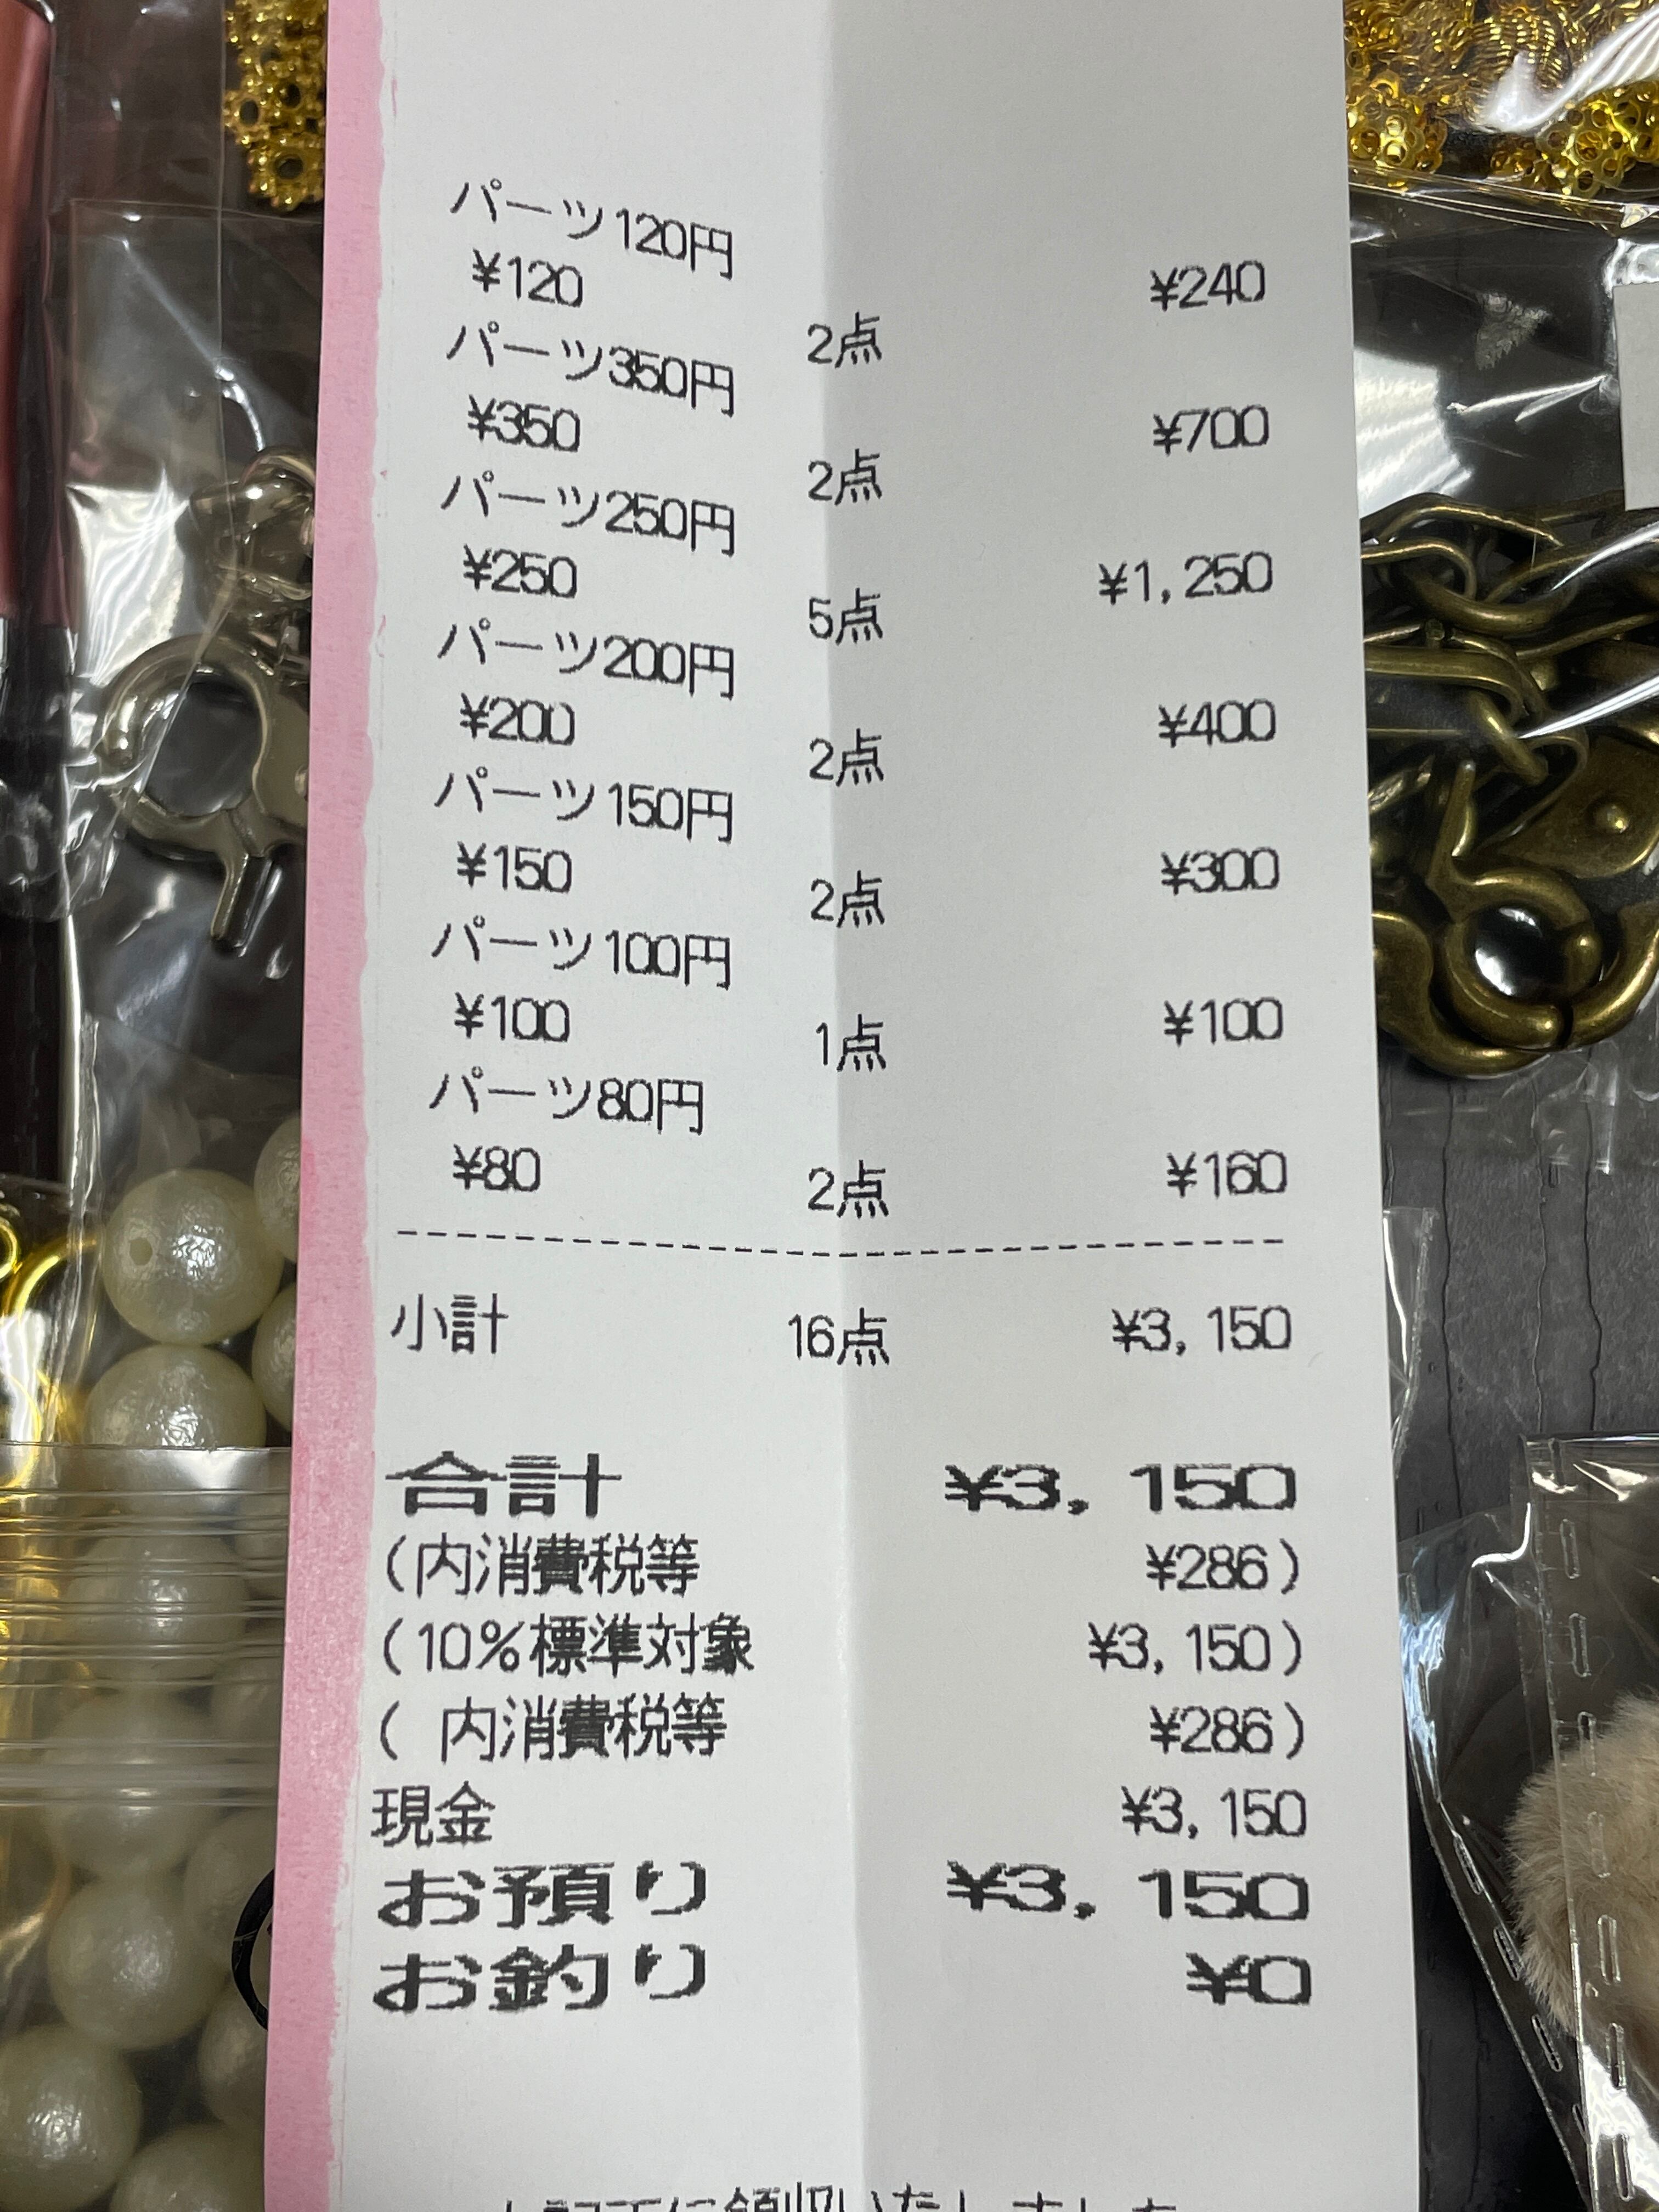 パーツ120円
¥120 2点 ¥240
パーツ350円
¥350 2点 ¥700
パーツ250円
¥250 5点 ¥1,250
パーツ200円
¥200 2点 ¥400
パーツ150円
¥150 2点 ¥300
パーツ100円
¥100 1点 ¥100
パーツ80円
¥80 2点 ¥160
小計 16点 ¥3,150
合計 ¥3,150
(内消費税等 ¥286)
(10%標準対象 ¥3,150)
( 内消費税等 ¥286)
現金 ¥3,150
お預り ¥3,150
お釣り ¥0